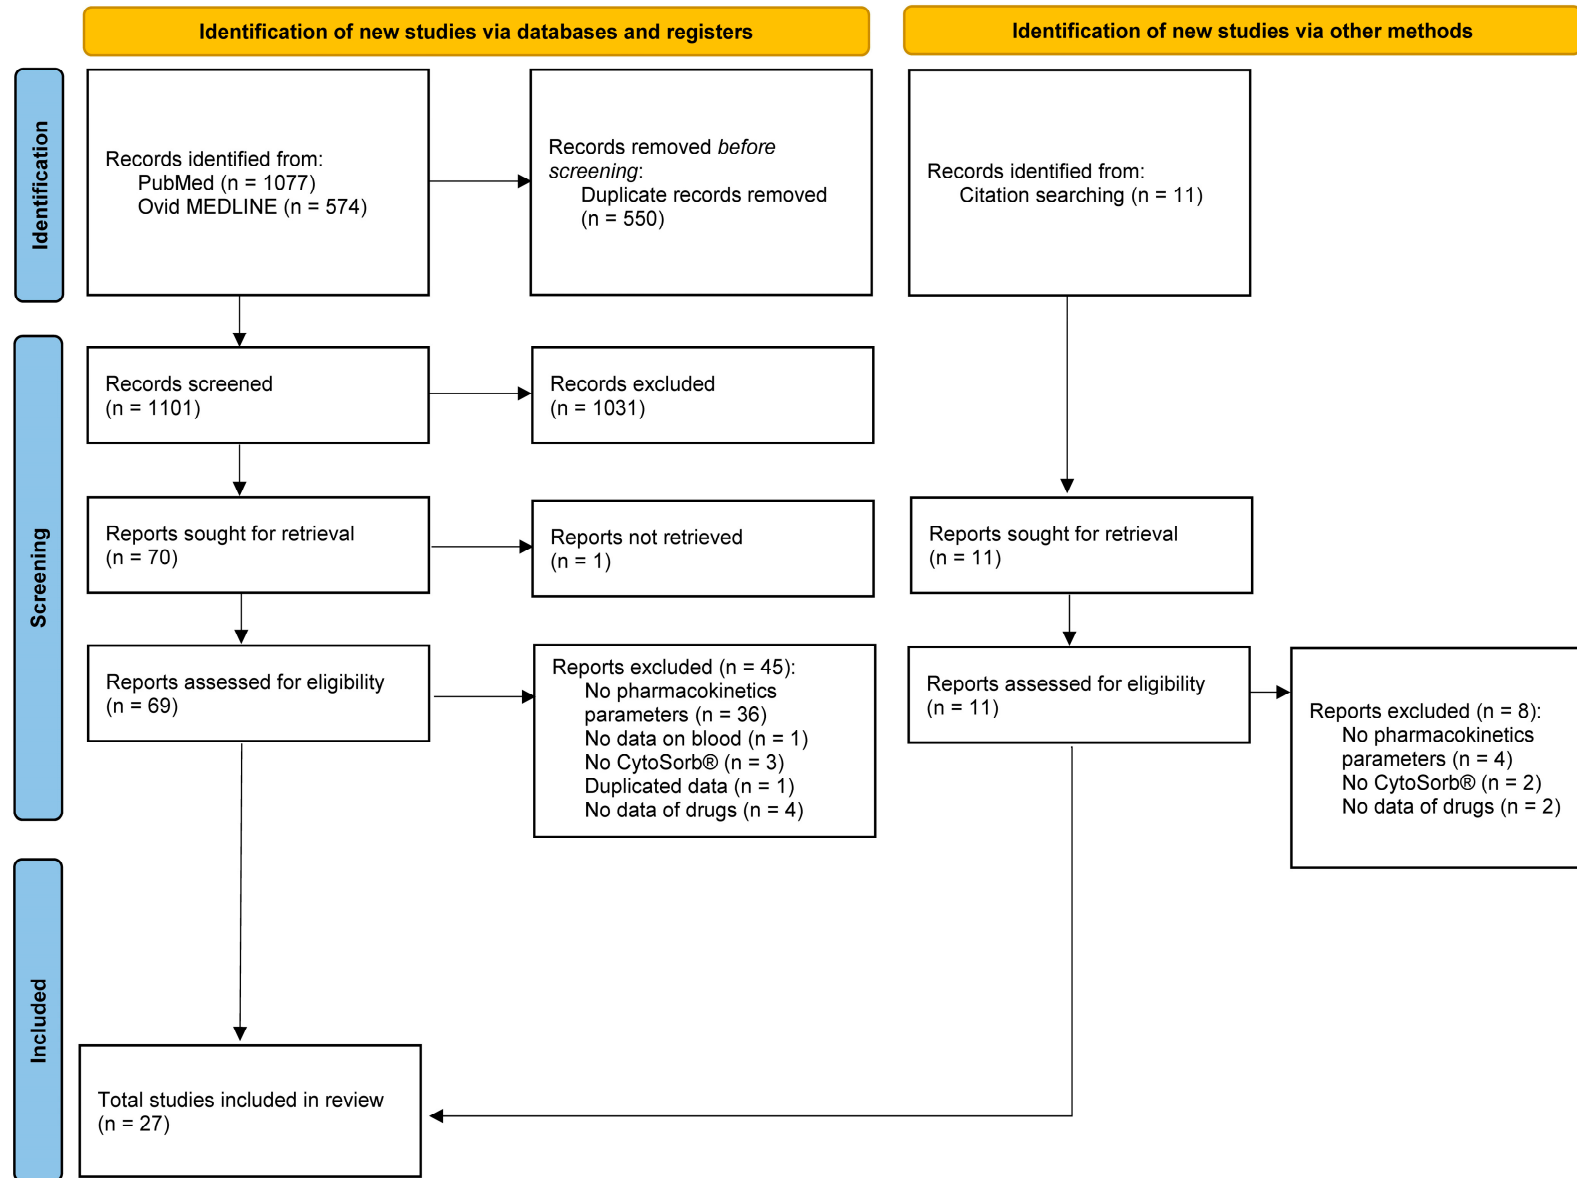 Identification of new studies via databases and registers
Identification of new studies via other methods
Identification
Records identified from:
PubMed (n = 1077)
Ovid MEDLINE (n = 574)
Records removed before
screening:
Duplicate records removed
(n = 550)
Records identified from:
Citation searching (n = 11)
Screening
Records screened
(n = 1101)
Records excluded
(n = 1031)
Reports sought for retrieval
(n = 70)
Reports not retrieved
(n = 1)
Reports sought for retrieval
(n = 11)
Reports assessed for eligibility
(n = 69)
Reports excluded (n = 45):
No pharmacokinetics
parameters (n = 36)
No data on blood (n = 1)
No CytoSorb® (n = 3)
Duplicated data (n = 1)
No data of drugs (n = 4)
Reports assessed for eligibility
(n = 11)
Reports excluded (n = 8):
No pharmacokinetics
parameters (n = 4)
No CytoSorb® (n = 2)
No data of drugs (n = 2)
Included
Total studies included in review
(n = 27)